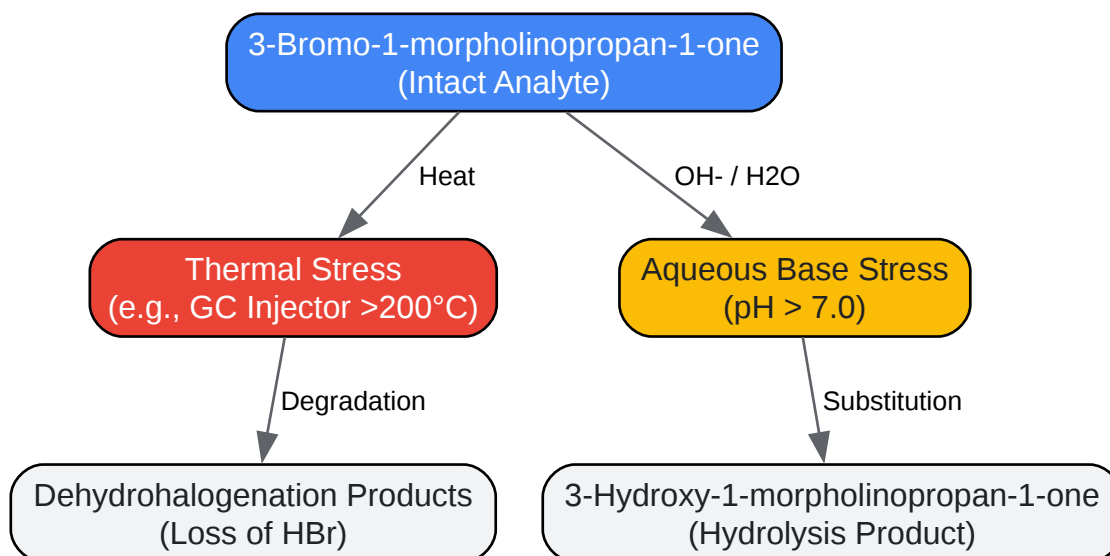 3-Bromo-1-morpholinopropan-1-one
(Intact Analyte)
Heat
OH- / H2O
Thermal Stress
(e.g., GC Injector >200°C)
Aqueous Base Stress
(pH > 7.0)
Degradation
Substitution
Dehydrohalogenation Products
(Loss of HBr)
3-Hydroxy-1-morpholinopropan-1-one
(Hydrolysis Product)